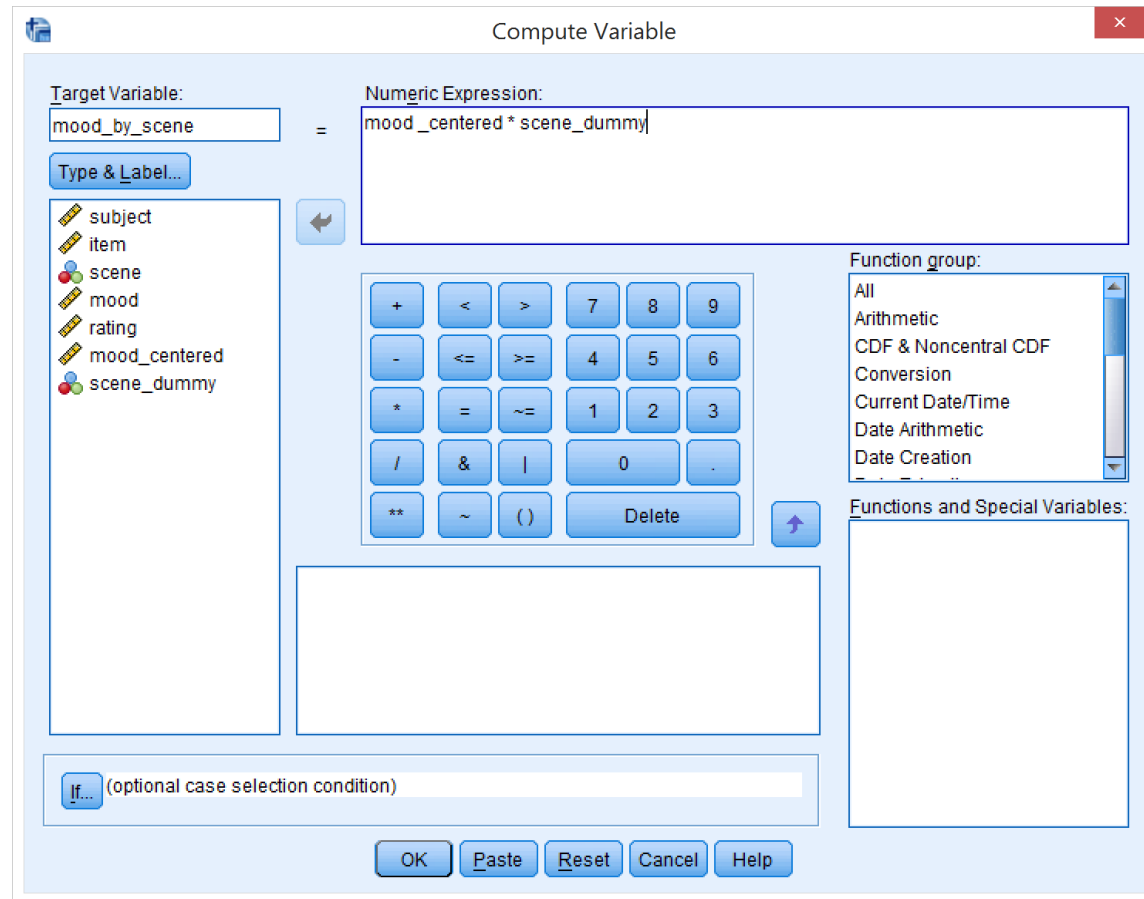 Compute Variable
Target Variable:
mood_by_scene
=
Numeric Expression:
mood _centered * scene_dummy
Type & Label...
subject
item
scene
mood
rating
mood_centered
scene_dummy
+ < > 7 8 9
- <= >= 4 5 6
* = ~= 1 2 3
/ & | 0 .
** ~ ( ) Delete
Function group:
All
Arithmetic
CDF & Noncentral CDF
Conversion
Current Date/Time
Date Arithmetic
Date Creation
Functions and Special Variables:
If... (optional case selection condition)
OK Paste Reset Cancel Help